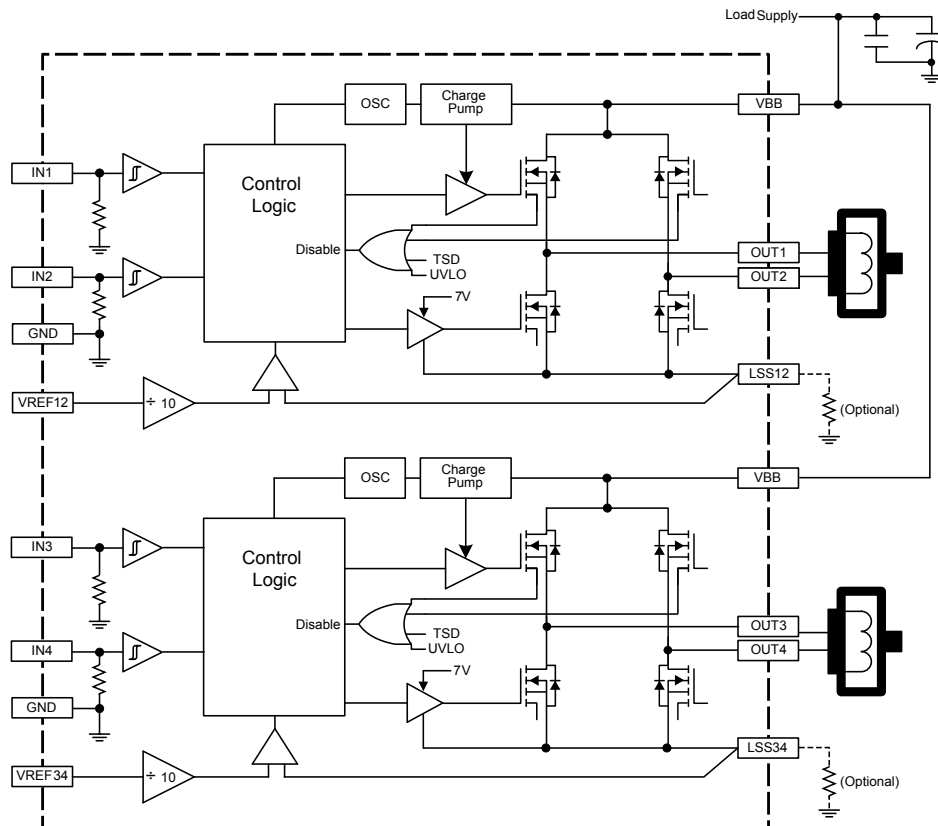 Load Supply
OSC
Charge
Pump
VBB
IN1
Control
Logic
Disable
TSD
UVLO
OUT1
IN2
OUT2
7V
GND
LSS12
VREF12
÷ 10
(Optional)
OSC
Charge
Pump
VBB
IN3
Control
Logic
Disable
TSD
UVLO
OUT3
IN4
OUT4
7V
GND
LSS34
VREF34
÷ 10
(Optional)